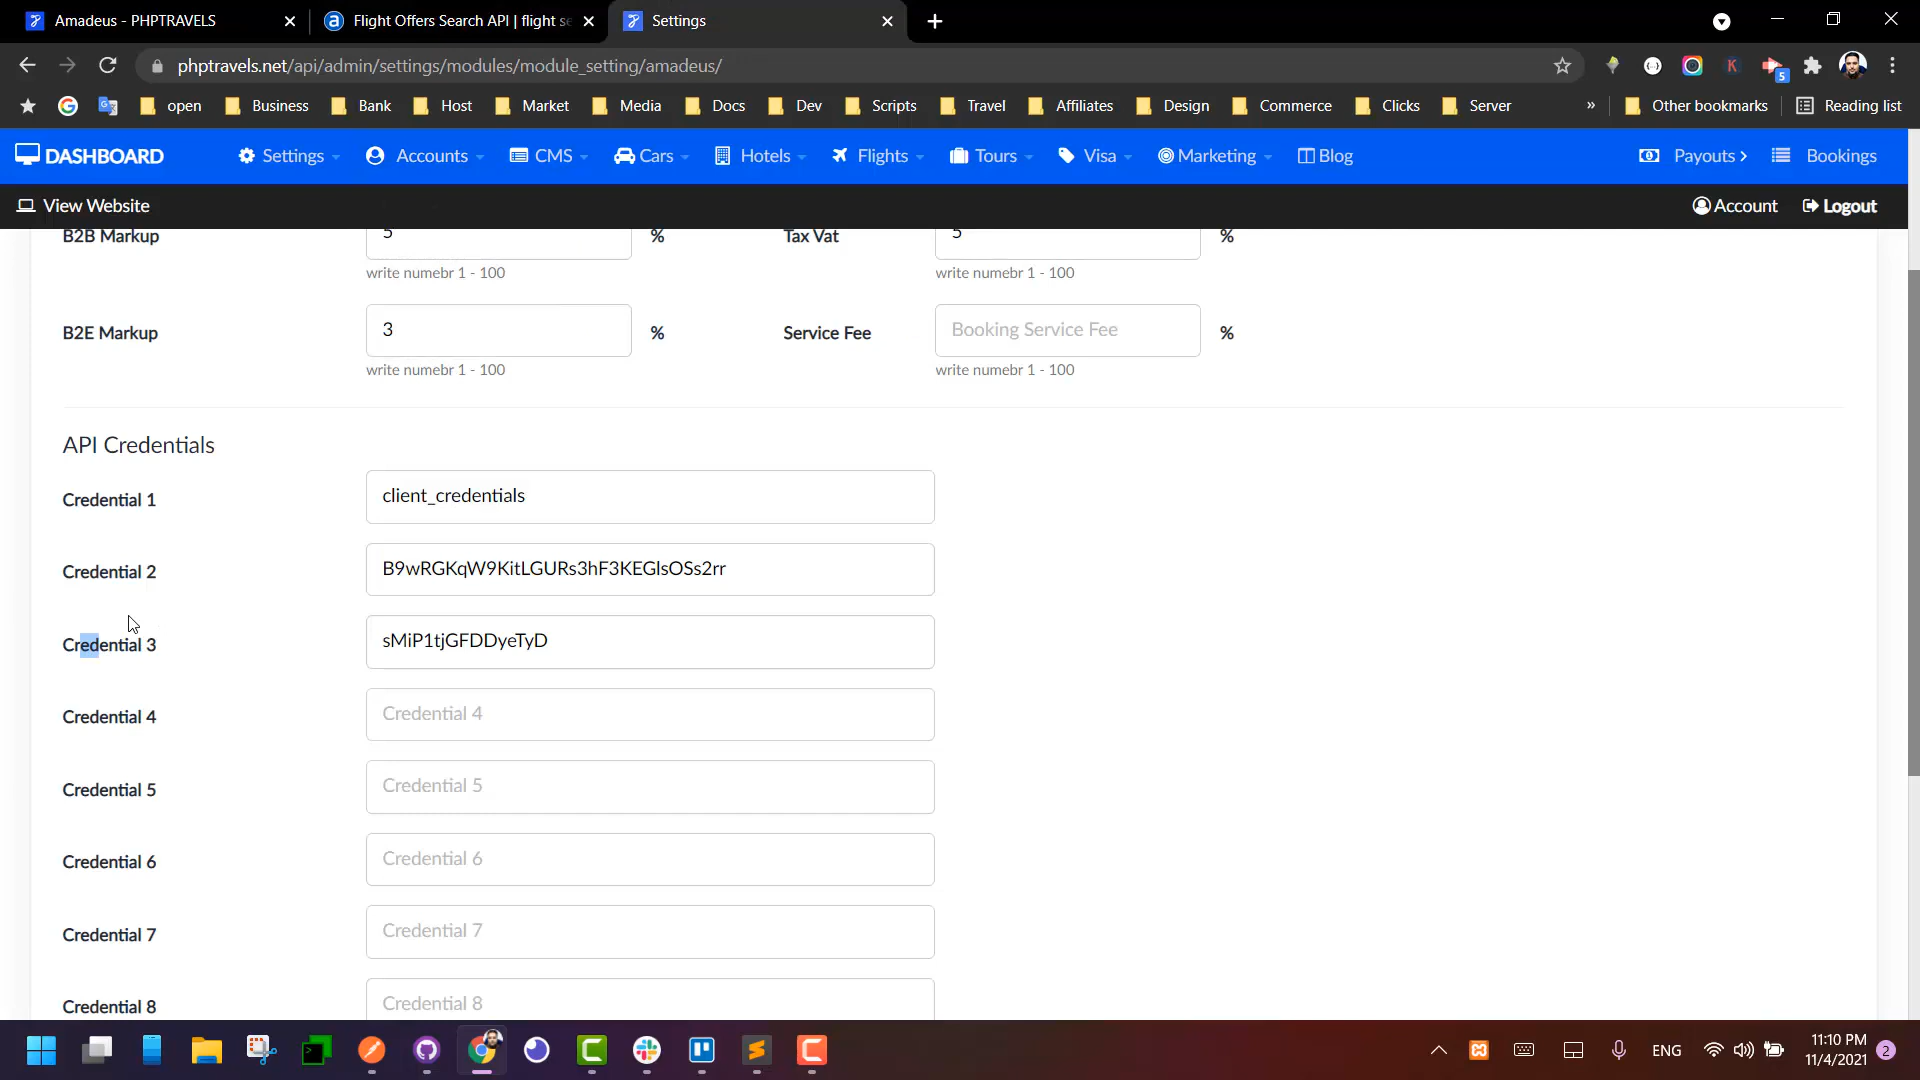 Amadeus - PHPTRAVELS
Flight Offers Search API | flight se
Settings
phptravels.net/api/admin/settings/modules/module_setting/amadeus/
5
open Business Bank Host Market Media Docs Dev Scripts Travel Affiliates Design Commerce Clicks Server » Other bookmarks Reading list
DASHBOARD Settings Accounts CMS Cars Hotels Flights Tours Visa Marketing Blog Payouts Bookings
View Website Account Logout
B2B Markup 5 % Tax Vat 5 %
write numebr 1 - 100 write numebr 1 - 100
B2E Markup 3 % Service Fee Booking Service Fee %
write numebr 1 - 100 write numebr 1 - 100
API Credentials
Credential 1 client_credentials
Credential 2 B9wRGKqW9KitLGURs3hF3KEGlsOSs2rr
Credential 3 sMiP1tjGFDDyeTyD
Credential 4 Credential 4
Credential 5 Credential 5
Credential 6 Credential 6
Credential 7 Credential 7
Credential 8 Credential 8
ENG
11:10 PM
11/4/2021
2